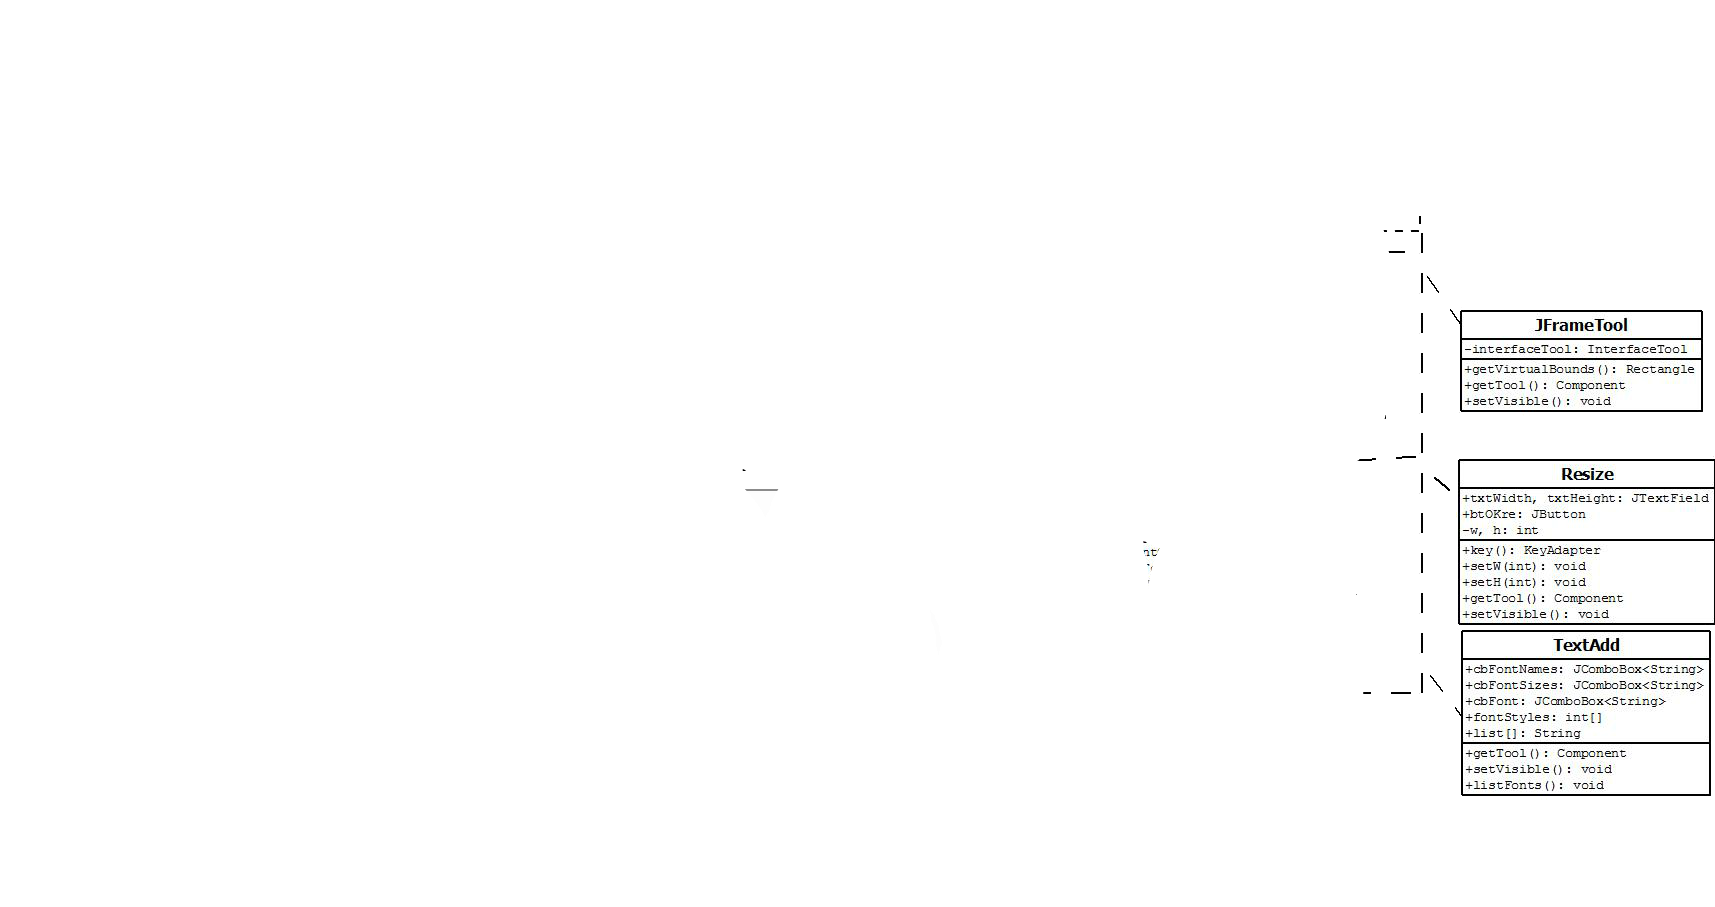 JFrameTool
-interfaceTool: InterfaceTool
+getVirtualBounds(): Rectangle
+getTool(): Component
+setVisible(): void
Resize
+txtWidth, txtHeight: JTextField
+btOKre: JButton
-w, h: int
+key(): KeyAdapter
+setW(int): void
+setH(int): void
+getTool(): Component
+setVisible(): void
TextAdd
+cbFontNames: JComboBox<String>
+cbFontSizes: JComboBox<String>
+cbFont: JComboBox<String>
+fontStyles: int[]
+list[]: String
+getTool(): Component
+setVisible(): void
+listFonts(): void